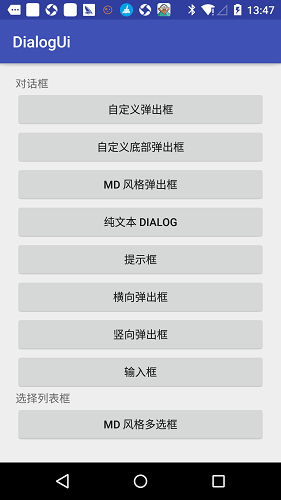 13:47
DialogUi
对话框
自定义弹出框
自定义底部弹出框
MD 风格弹出框
纯文本 DIALOG
提示框
横向弹出框
竖向弹出框
输入框
选择列表框
MD 风格多选框